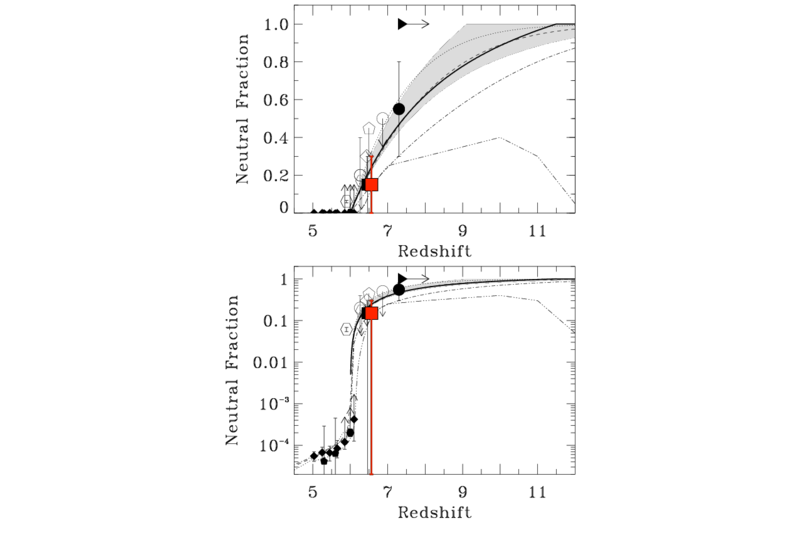 1.0
0.8
0.6
0.4
0.2
0
Neutral Fraction
5 7 9 11
Redshift
1
0.1
0.01
10⁻³
10⁻⁴
Neutral Fraction
5 7 9 11
Redshift